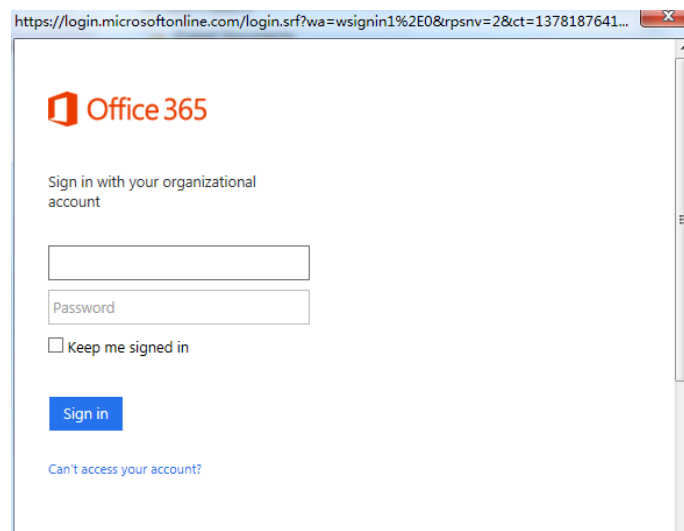 https://login.microsoftonline.com/login.srf?wa=wsignin1%2E0&rpsnv=2&ct=1378187641...
Office 365
Sign in with your organizational
account
Password
Keep me signed in
Sign in
Can't access your account?